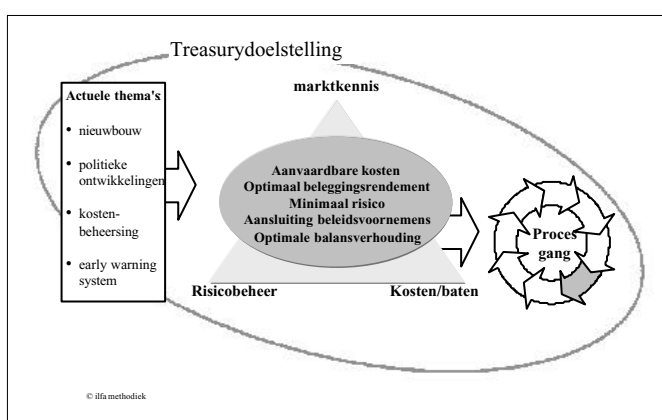 Treasurydoelstelling
Actuele thema's
• nieuwbouw
• politieke
ontwikkelingen
• kosten-
beheersing
• early warning
system
marktkennis
Aanvaardbare kosten
Optimaal beleggingsrendement
Minimaal risico
Aansluiting beleidsvoornemens
Optimale balansverhouding
Risicobeheer
Kosten/baten
Proces
gang
© ilfa methodiek